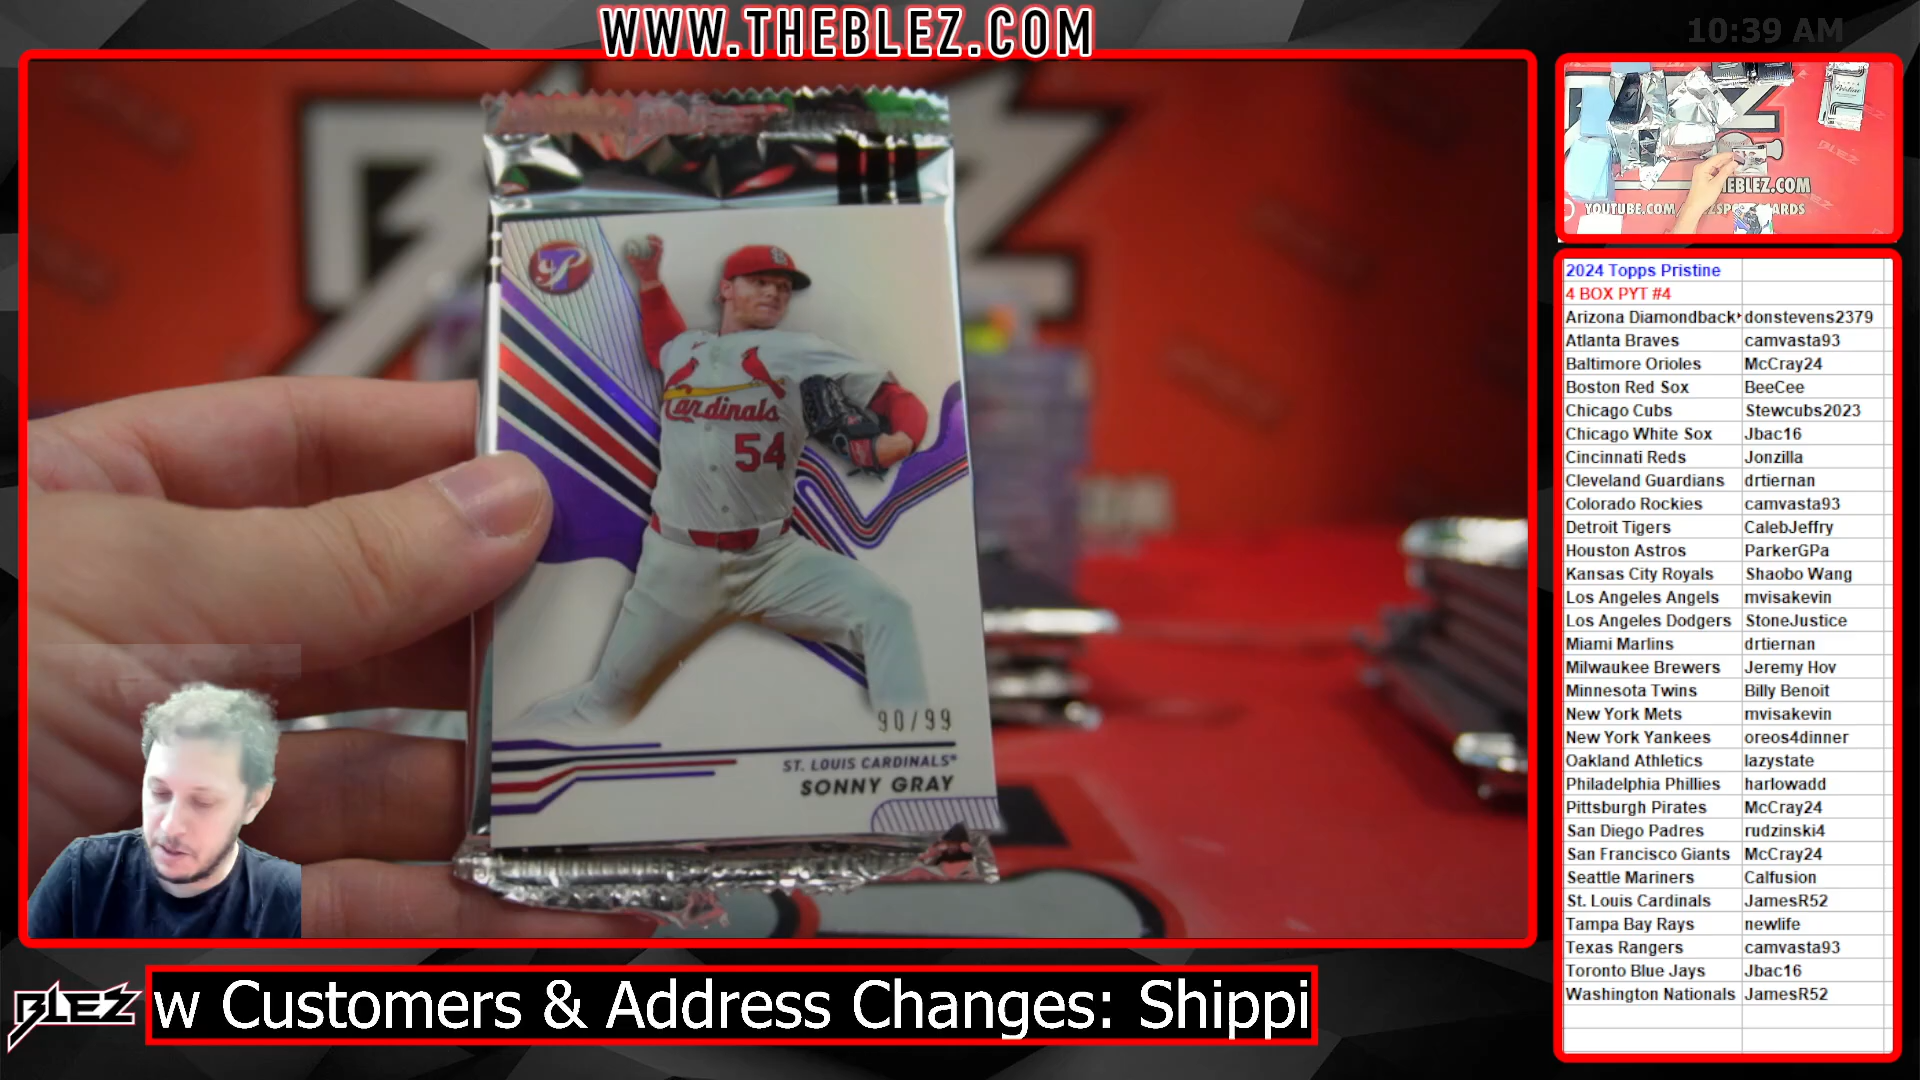 WWW.THEBLEZ.COM
10:39 AM
Cardinals
54
90/99
ST. LOUIS CARDINALS
SONNY GRAY
BLEZ
THEBLEZ.COM
YOUTUBE.COM
2024 Topps Pristine
4 BOX PYT #4
Arizona Diamondback donstevens2379
Atlanta Braves camvasta93
Baltimore Orioles McCray24
Boston Red Sox BeeCee
Chicago Cubs Stewcubs2023
Chicago White Sox Jbac16
Cincinnati Reds Jonzilla
Cleveland Guardians drtiernan
Colorado Rockies camvasta93
Detroit Tigers CalebJeffry
Houston Astros ParkerGPa
Kansas City Royals Shaobo Wang
Los Angeles Angels mvisakevin
Los Angeles Dodgers StoneJustice
Miami Marlins drtiernan
Milwaukee Brewers Jeremy Hov
Minnesota Twins Billy Benoit
New York Mets mvisakevin
New York Yankees oreos4dinner
Oakland Athletics lazystate
Philadelphia Phillies harlowadd
Pittsburgh Pirates McCray24
San Diego Padres rudzinski4
San Francisco Giants McCray24
Seattle Mariners Calfusion
St. Louis Cardinals JamesR52
Tampa Bay Rays newlife
Texas Rangers camvasta93
Toronto Blue Jays Jbac16
Washington Nationals JamesR52
BLEZ
w Customers & Address Changes: Shippi